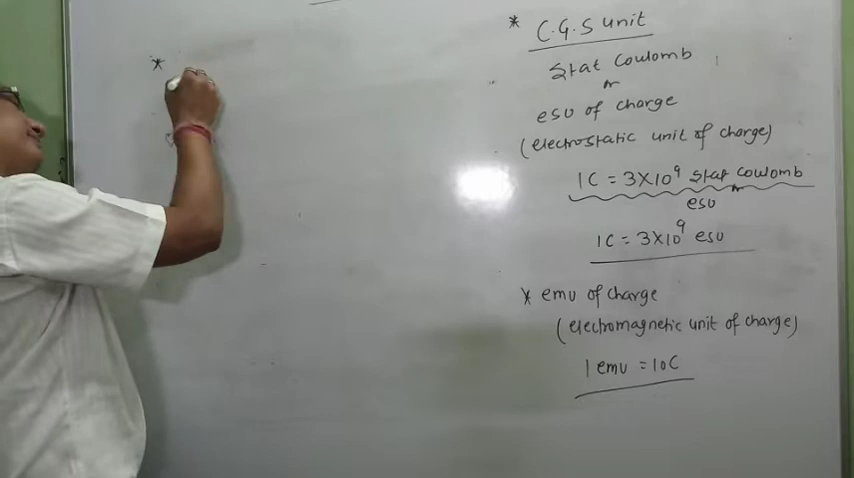 *
* C.G.S unit
Stat Coulomb
or
esu of charge
(electrostatic unit of charge)
1C = 3X10⁹ stat coulomb
or
esu
1C = 3X10⁹ esu
* emu of charge
(electromagnetic unit of charge)
1 emu = 10C